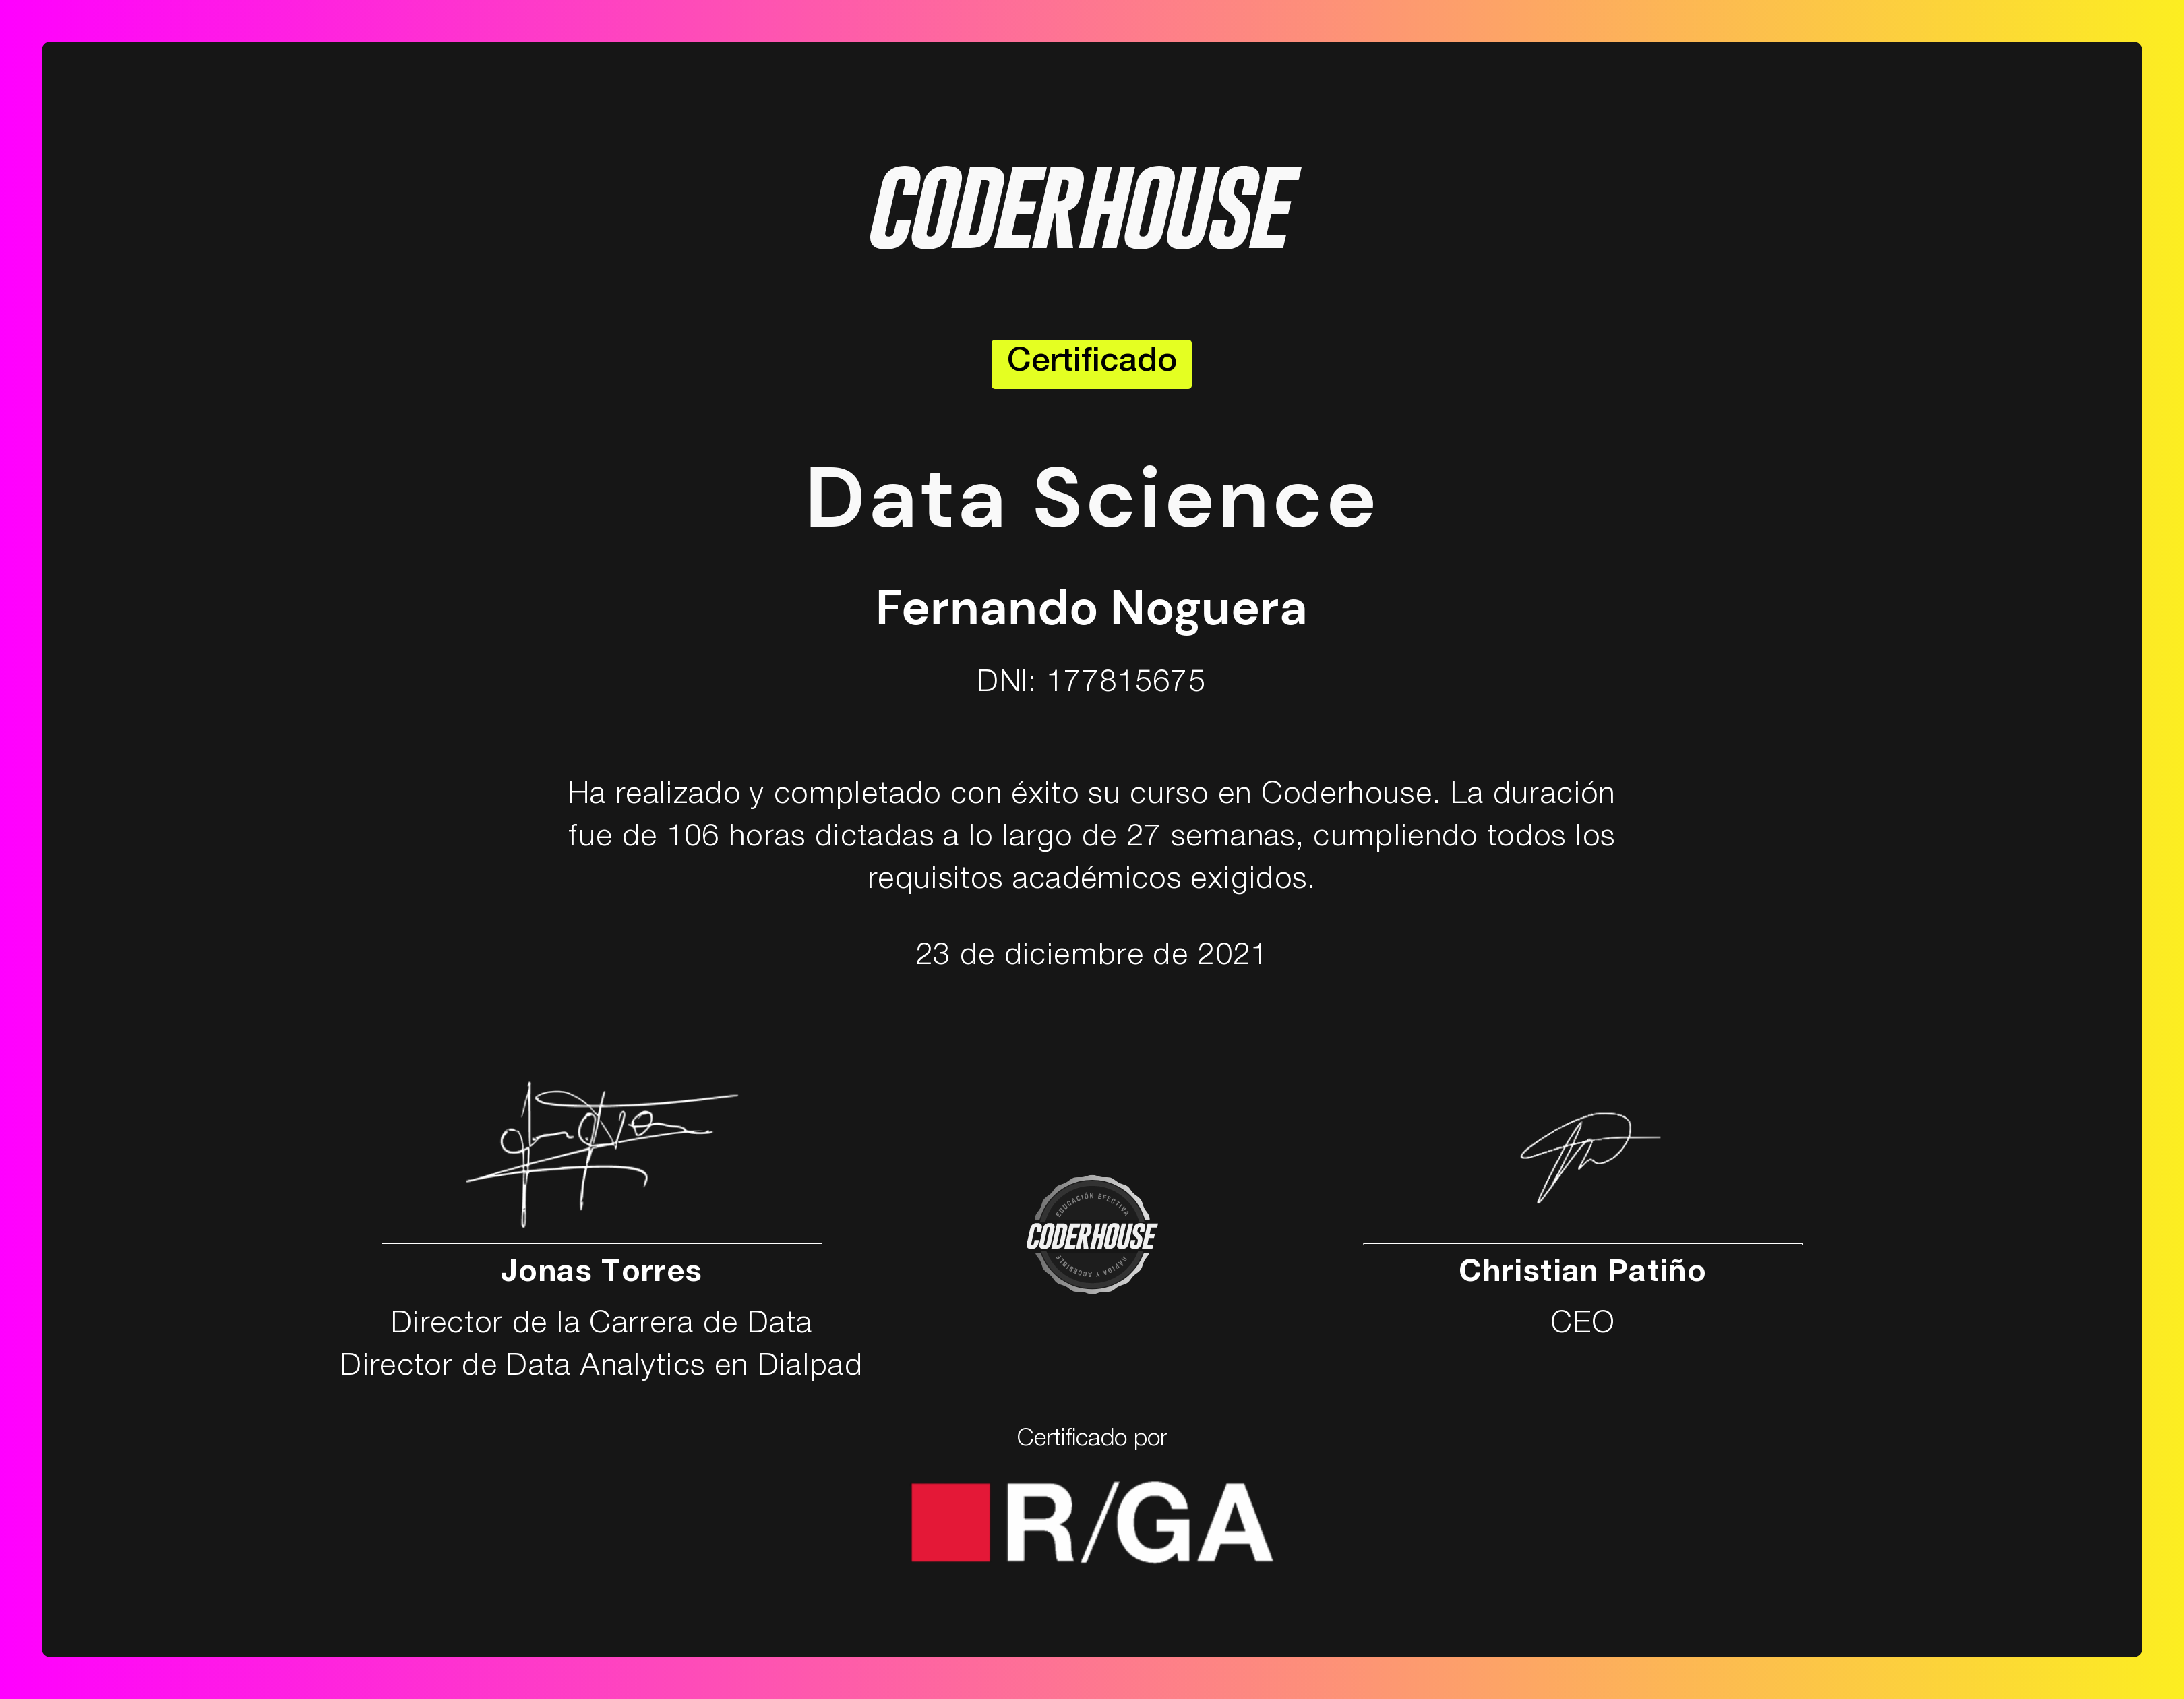 CODERHOUSE
Certificado
Data Science
Fernando Noguera
DNI: 177815675
Ha realizado y completado con éxito su curso en Coderhouse. La duración
fue de 106 horas dictadas a lo largo de 27 semanas, cumpliendo todos los
requisitos académicos exigidos.
23 de diciembre de 2021
EDUCACIÓN EFECTIVA
CODERHOUSE
RÁPIDA Y ACCESIBLE
Jonas Torres
Director de la Carrera de Data
Director de Data Analytics en Dialpad
Christian Patiño
CEO
Certificado por
R/GA